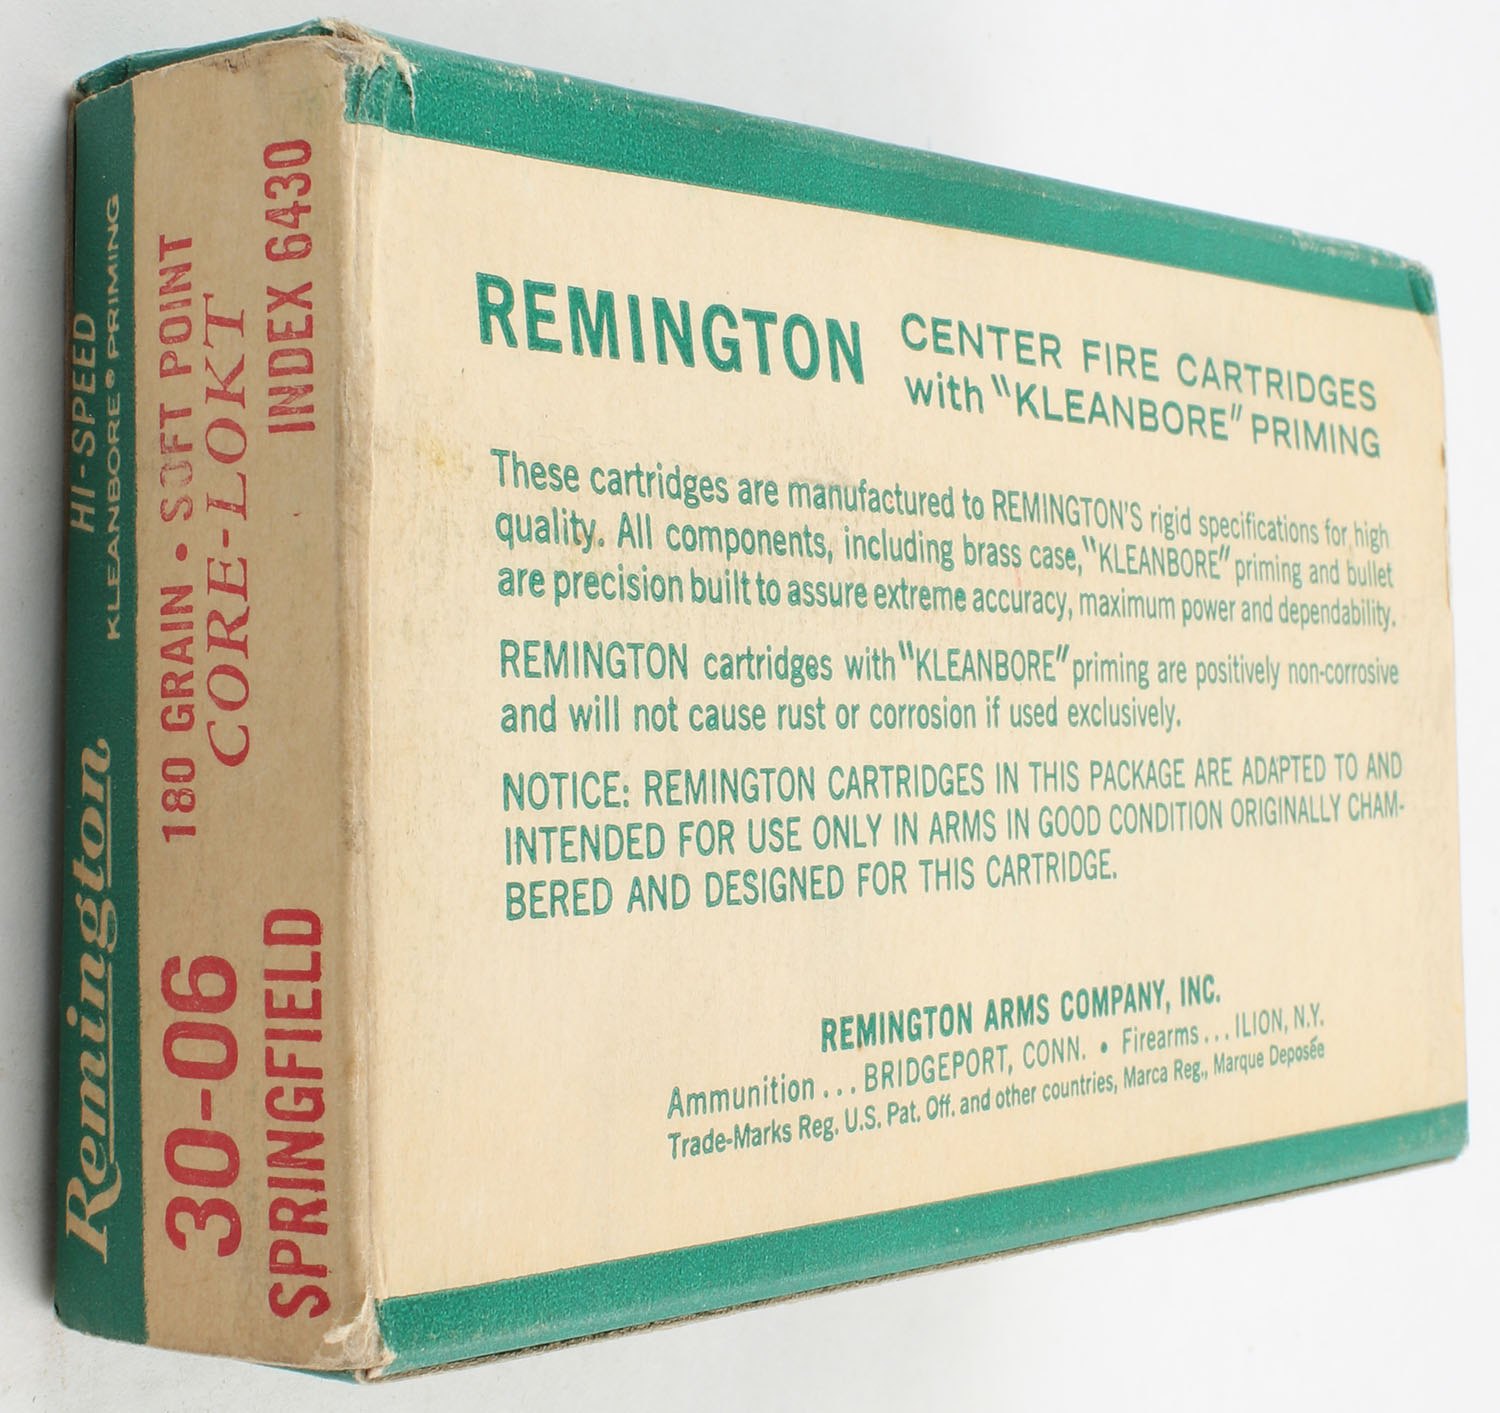 Remington
HI-SPEED
KLEANBORE® PRIMING
30-06
SPRINGFIELD
180 GRAIN • SOFT POINT
CORE-LOKT
INDEX 6430
REMINGTON
CENTER FIRE CARTRIDGES
with "KLEANBORE" PRIMING
These cartridges are manufactured to REMINGTON'S rigid specifications for high
quality. All components, including brass case, "KLEANBORE" priming and bullet
are precision built to assure extreme accuracy, maximum power and dependability.
REMINGTON cartridges with "KLEANBORE" priming are positively non-corrosive
and will not cause rust or corrosion if used exclusively.
NOTICE: REMINGTON CARTRIDGES IN THIS PACKAGE ARE ADAPTED TO AND
INTENDED FOR USE ONLY IN ARMS IN GOOD CONDITION ORIGINALLY CHAM-
BERED AND DESIGNED FOR THIS CARTRIDGE.
REMINGTON ARMS COMPANY, INC.
Ammunition ... BRIDGEPORT, CONN. • Firearms ... ILION, N.Y.
Trade-Marks Reg. U.S. Pat. Off. and other countries, Marca Reg., Marque Deposée